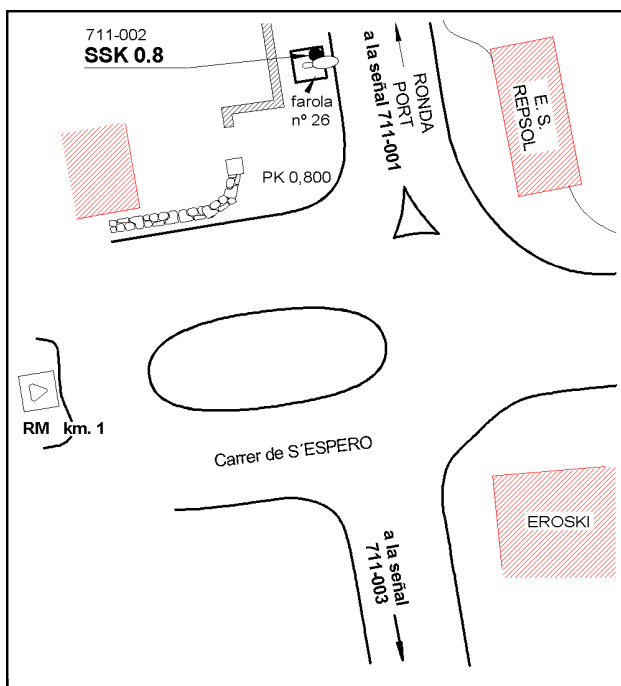 711-002
SSK 0.8
farola
nº 26
PK 0,800
a la señal 711-001
RONDA
PORT
E. S.
REPSOL
RM km. 1
Carrer de S´ESPERO
EROSKI
a la señal
711-003